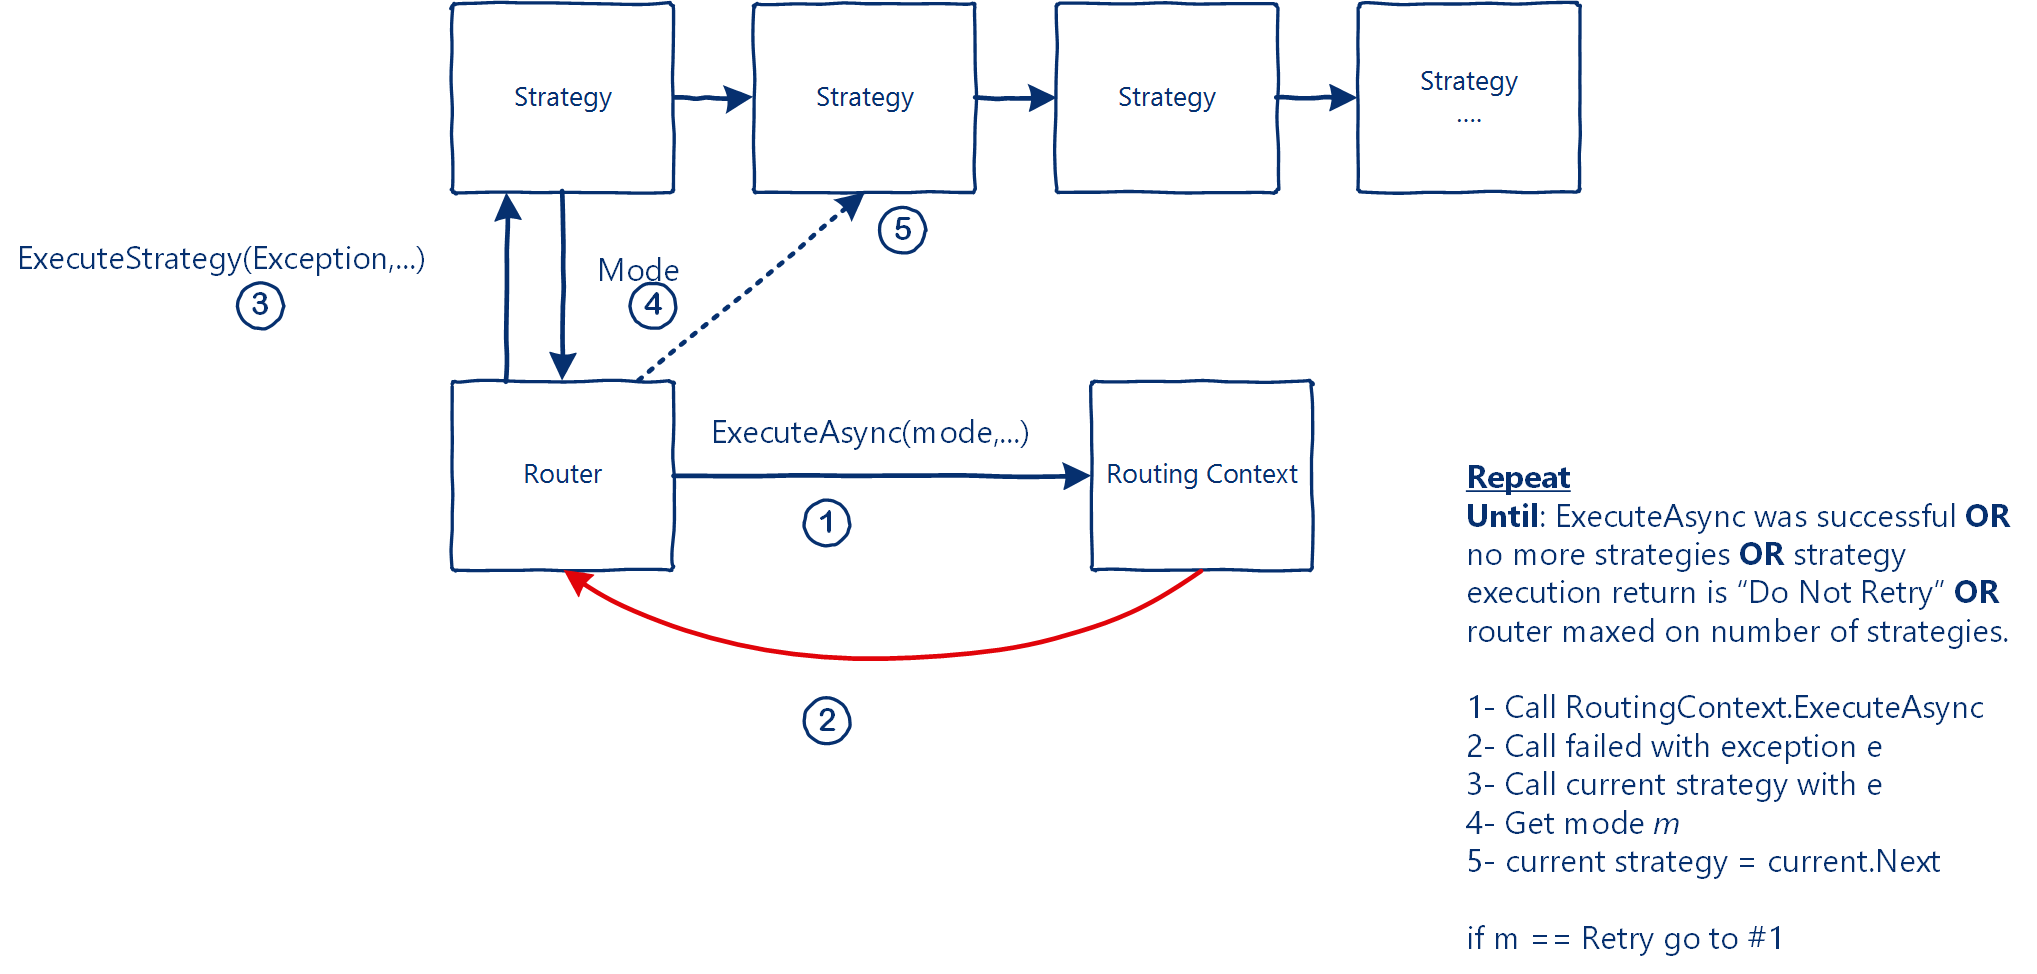 Strategy
Strategy
Strategy
Strategy
....
ExecuteStrategy(Exception,...)
3
Mode
4
5
Router
ExecuteAsync(mode,...)
1
Routing Context
2
Repeat
Until: ExecuteAsync was successful OR
no more strategies OR strategy
execution return is “Do Not Retry” OR
router maxed on number of strategies.
1- Call RoutingContext.ExecuteAsync
2- Call failed with exception e
3- Call current strategy with e
4- Get mode m
5- current strategy = current.Next
if m == Retry go to #1